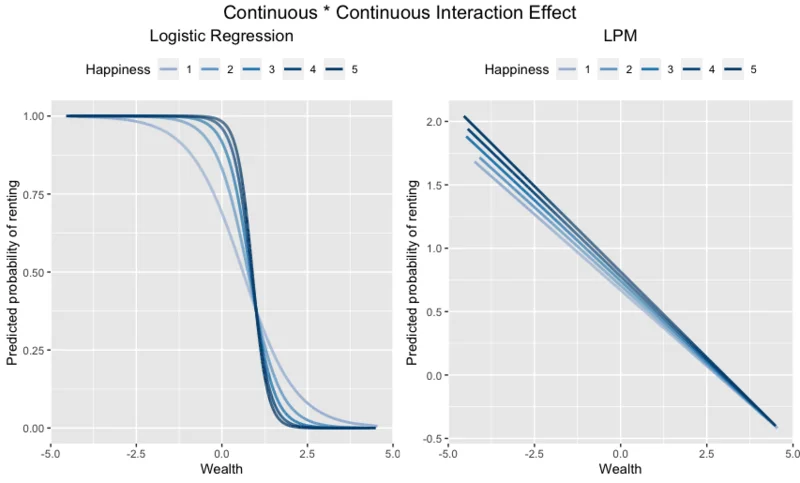 Continuous * Continuous Interaction Effect
Logistic Regression
Happiness 1 2 3 4 5
1.00
0.75
0.50
0.25
0.00
Predicted probability of renting
-5.0 -2.5 0.0 2.5 5.0
Wealth
LPM
Happiness 1 2 3 4 5
2.0
1.5
1.0
0.5
0.0
-0.5
Predicted probability of renting
-5.0 -2.5 0.0 2.5 5.0
Wealth